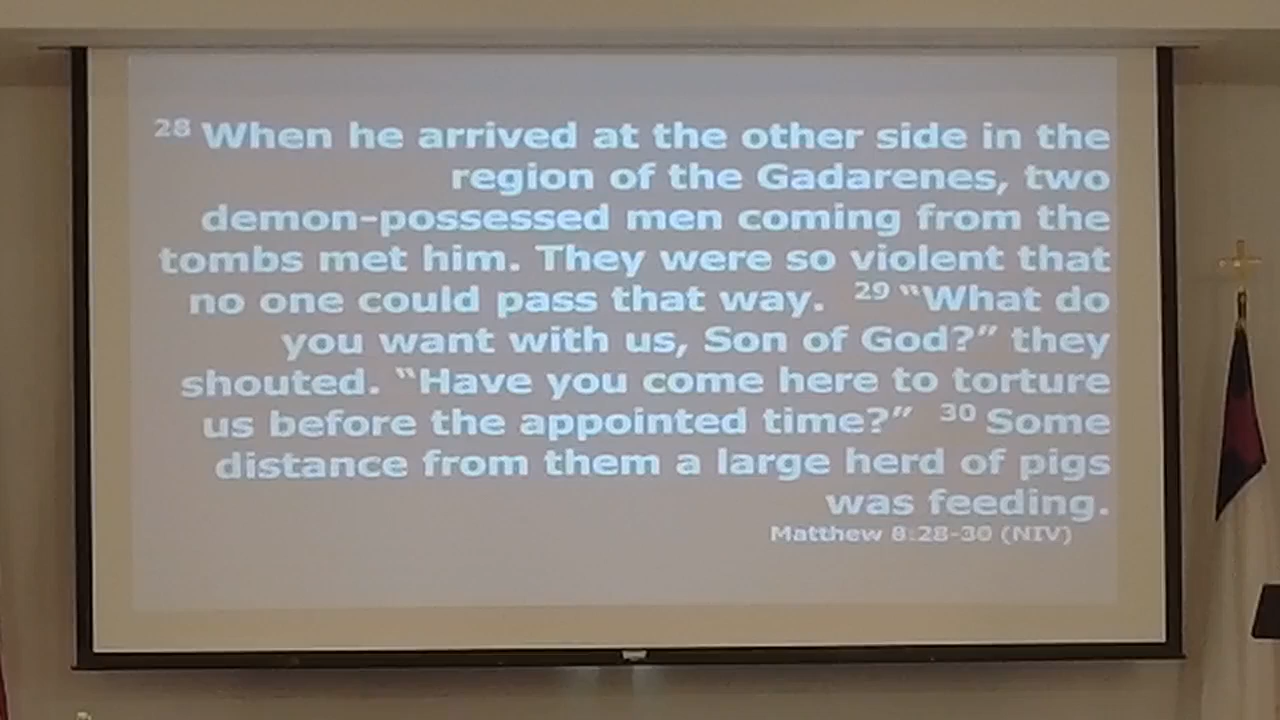 28 When he arrived at the other side in the
region of the Gadarenes, two
demon-possessed men coming from the
tombs met him. They were so violent that
no one could pass that way. 29 “What do
you want with us, Son of God?” they
shouted. “Have you come here to torture
us before the appointed time?” 30 Some
distance from them a large herd of pigs
was feeding.
Matthew 8:28-30 (NIV)